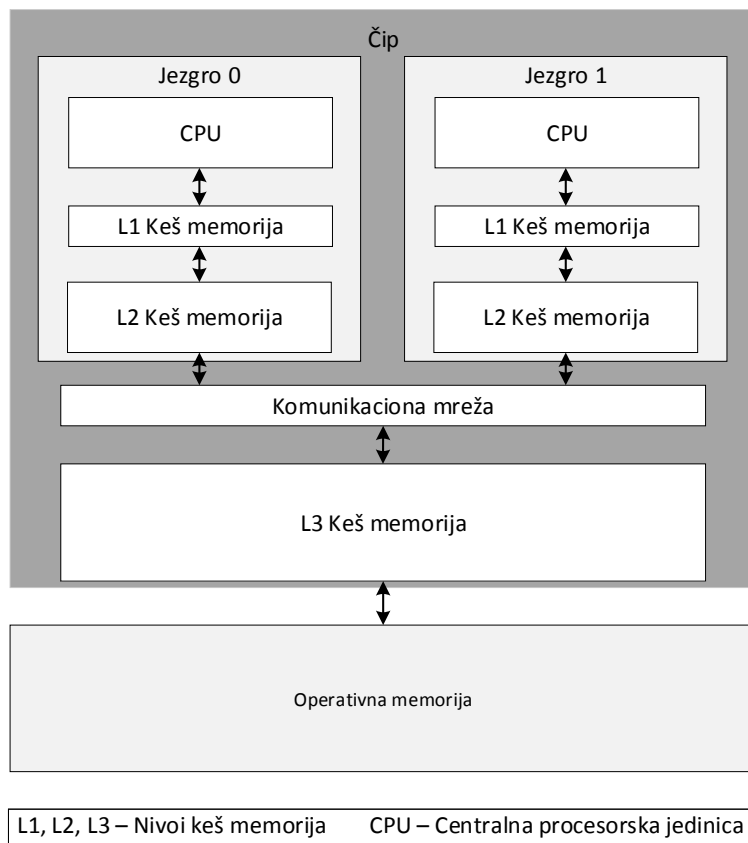 Čip
Jezgro 0
CPU
L1 Keš memorija
L2 Keš memorija
Jezgro 1
CPU
L1 Keš memorija
L2 Keš memorija
Komunikaciona mreža
L3 Keš memorija
Operativna memorija
L1, L2, L3 – Nivoi keš memorija CPU – Centralna procesorska jedinica